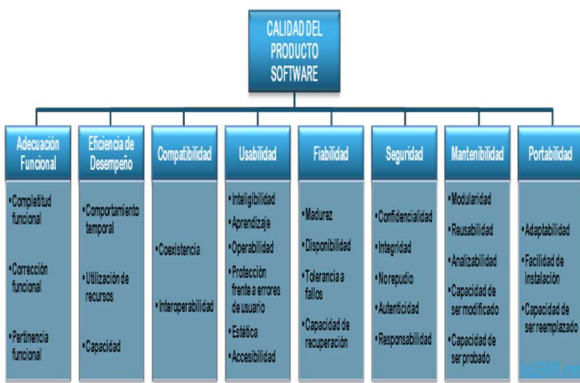 CALIDAD DEL
PRODUCTO
SOFTWARE
Adecuación
Funcional
•Completitud
funcional
•Corrección
funcional
•Pertinencia
funcional
Eficiencia de
Desempeño
•Comportamiento
temporal
•Utilización de
recursos
•Capacidad
Compatibilidad
•Coexistencia
•Interoperabilidad
Usabilidad
•Inteligibilidad
•Aprendizaje
•Operabilidad
•Protección
frente a errores
de usuario
•Estética
•Accesibilidad
Fiabilidad
•Madurez
•Disponibilidad
•Tolerancia a
fallos
•Capacidad de
recuperación
Seguridad
•Confidencialidad
•Integridad
•No repudio
•Autenticidad
•Responsabilidad
Mantenibilidad
•Modularidad
•Reusabilidad
•Analizabilidad
•Capacidad de
ser modificado
•Capacidad de
ser probado
Portabilidad
•Adaptabilidad
•Facilidad de
instalación
•Capacidad de
ser reemplazado